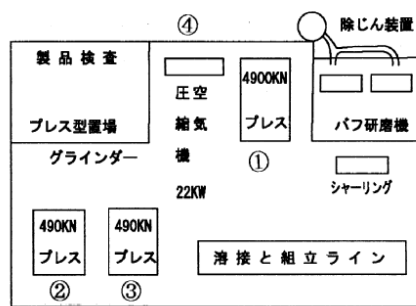 ④
除じん装置
製品検査
プレス型置場
グラインダー
圧空
縮気
機
22KW
4900KN
プレス
①
バフ研磨機
シャーリング
490KN
プレス
②
490KN
プレス
③
溶接と組立ライン